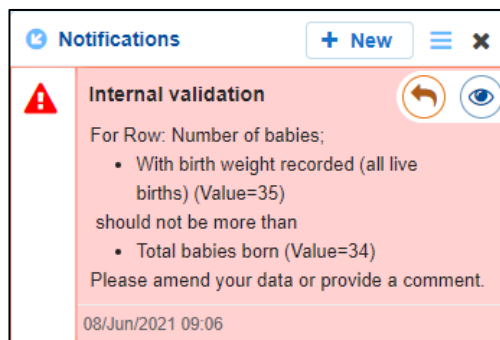 Notifications
+ New
Internal validation
For Row: Number of babies;
• With birth weight recorded (all live
births) (Value=35)
should not be more than
• Total babies born (Value=34)
Please amend your data or provide a comment.
08/Jun/2021 09:06